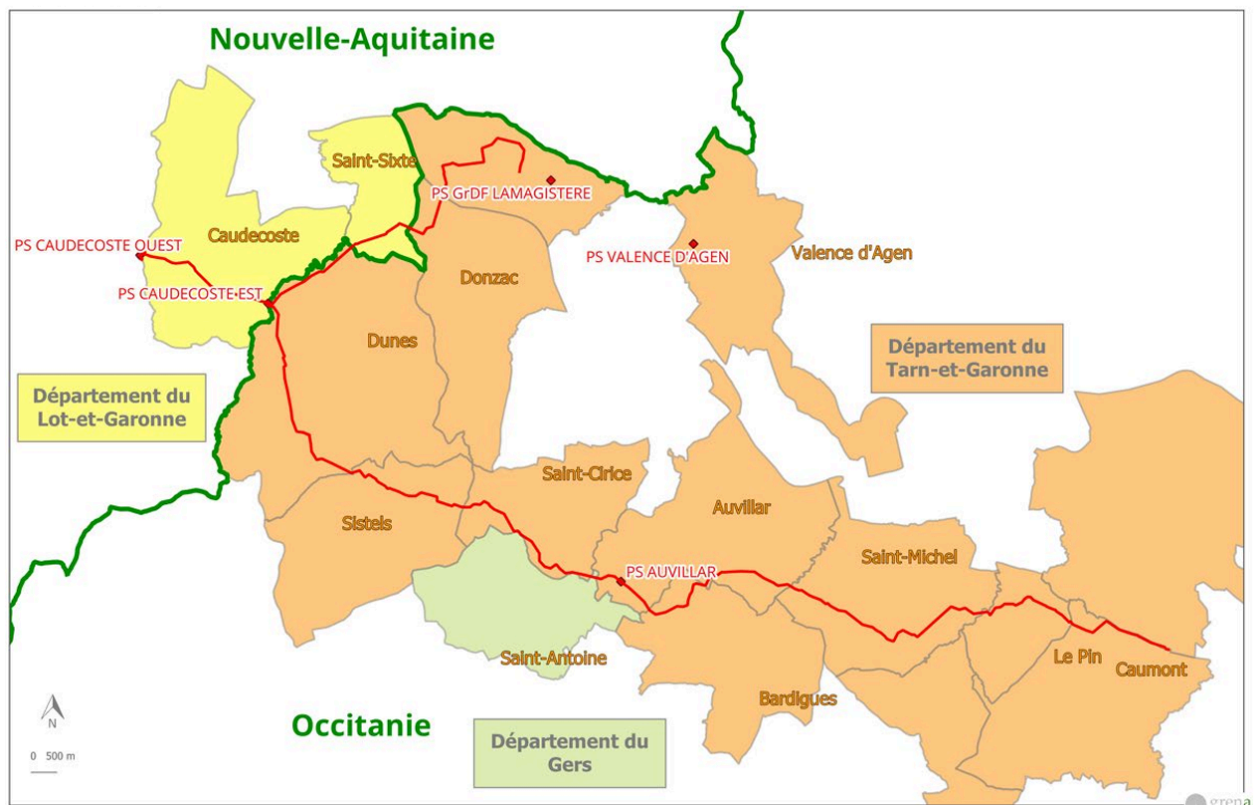 Nouvelle-Aquitaine
Saint-Sixte
PS GrDF LAMAGISTERE
Caudecoste
PS CAUDECOSTE OUEST
PS VALENCE D'AGEN
Valence d'Agen
Donzac
PS CAUDECOSTE EST
Dunes
Département du
Tarn-et-Garonne
Département du
Lot-et-Garonne
Saint-Cirice
Auvillar
Sistels
Saint-Michel
PS AUVILLAR
Saint-Antoine
Le Pin
Caumont
Bardigues
N
Occitanie
Département du
Gers
0 500 m